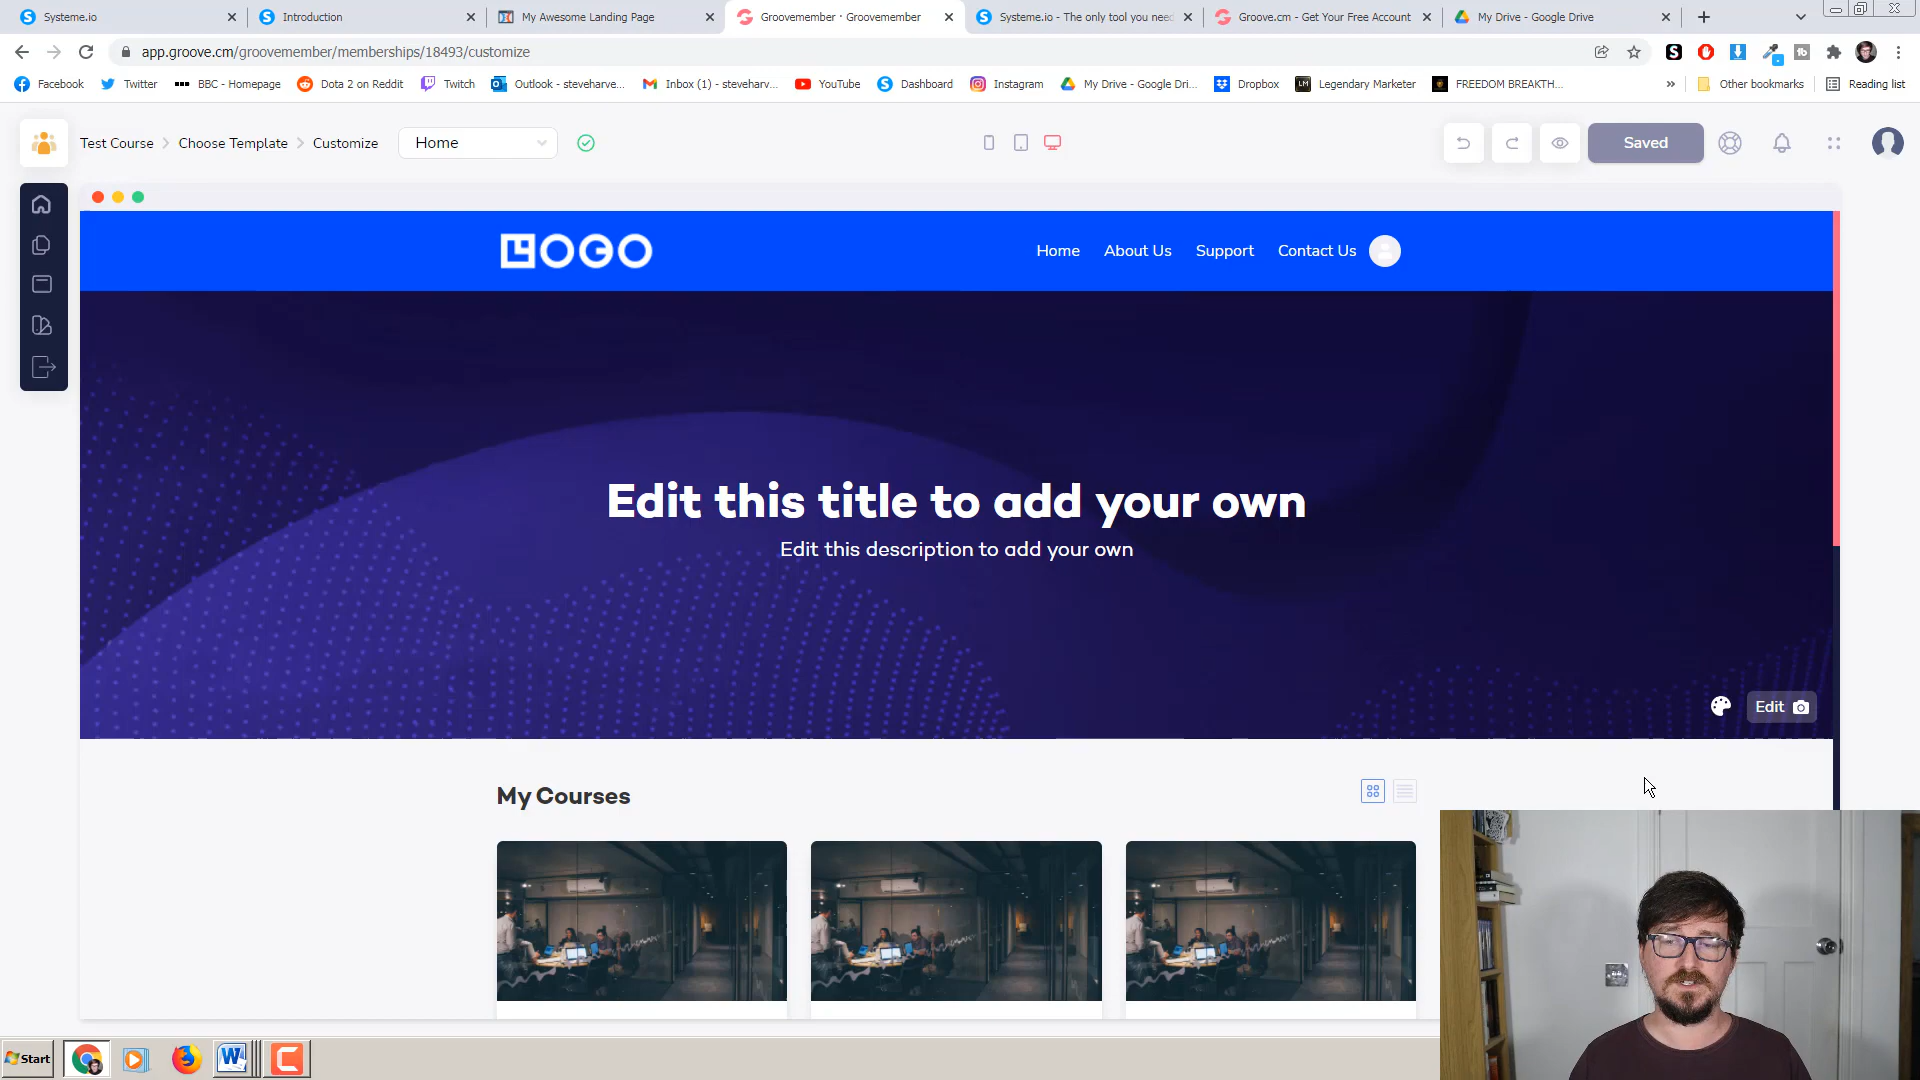 Systeme.io
Introduction
My Awesome Landing Page
Groovemember · Groovemember
Systeme.io - The only tool you nee
Groove.cm - Get Your Free Account
My Drive - Google Drive
app.groove.cm/groovemember/memberships/18493/customize
Facebook
Twitter
BBC - Homepage
Dota 2 on Reddit
Twitch
Outlook - steveharve...
Inbox (1) - steveharv...
YouTube
Dashboard
Instagram
My Drive - Google Dri...
Dropbox
LM
Legendary Marketer
FREEDOM BREAKTH...
Other bookmarks
Reading list
Test Course
Choose Template
Customize
Home
Saved
LOGO
Home
About Us
Support
Contact Us
Edit this title to add your own
Edit this description to add your own
Edit
My Courses
Start